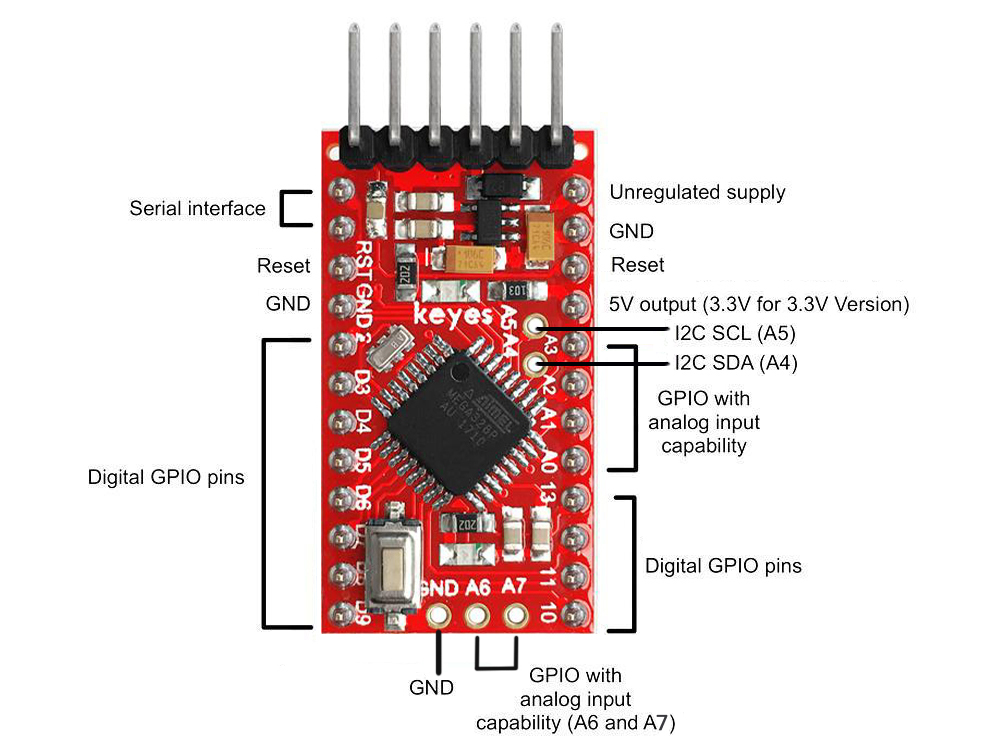 Serial interface
Reset
GND
Digital GPIO pins
Unregulated supply
GND
Reset
5V output (3.3V for 3.3V Version)
I2C SCL (A5)
I2C SDA (A4)
GPIO with
analog input
capability
Digital GPIO pins
GND
GPIO with
analog input
capability (A6 and A7)
RST
GND
D3
D4
D5
D6
D7
D9
202
103
keyes
A5
A4
A3
A2
A1
A0
13
11
10
ATMEL
MEGA328P
AU 1710
202
GND A6 A7